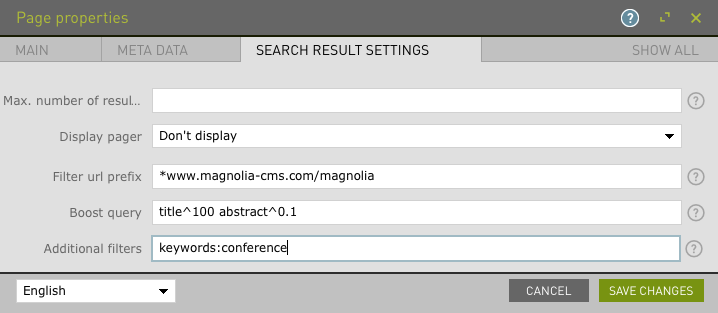 Page properties ?
MAIN META DATA SEARCH RESULT SETTINGS SHOW ALL
Max. number of resul... ?
Display pager Don't display
Filter url prefix *www.magnolia-cms.com/magnolia ?
Boost query title^100 abstract^0.1 ?
Additional filters keywords:conference ?
English CANCEL SAVE CHANGES